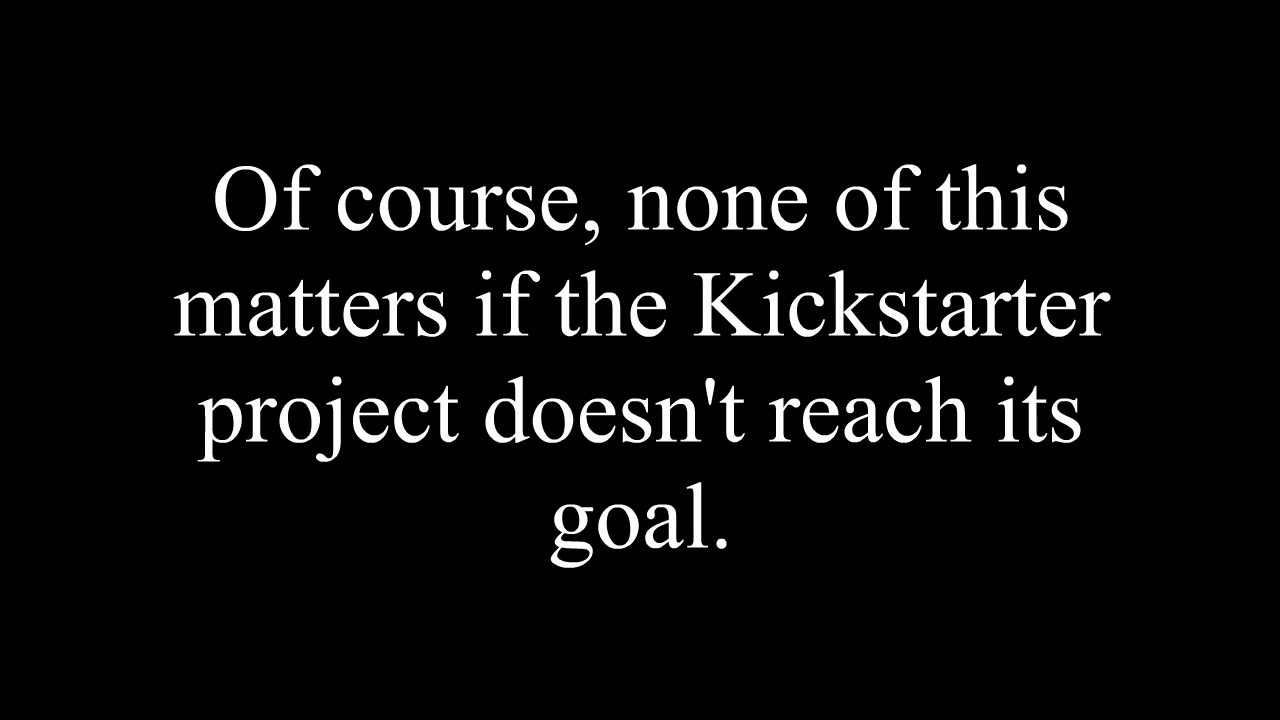 Of course, none of this
matters if the Kickstarter
project doesn't reach its
goal.